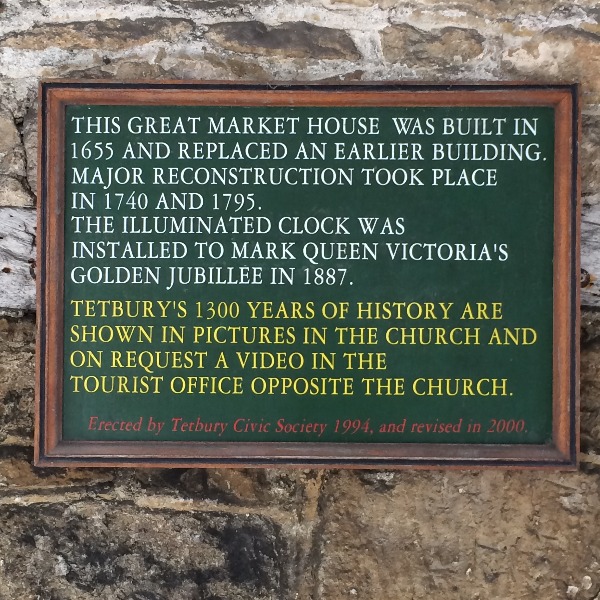 THIS GREAT MARKET HOUSE WAS BUILT IN
1655 AND REPLACED AN EARLIER BUILDING.
MAJOR RECONSTRUCTION TOOK PLACE
IN 1740 AND 1795.
THE ILLUMINATED CLOCK WAS
INSTALLED TO MARK QUEEN VICTORIA'S
GOLDEN JUBILLEE IN 1887.
TETBURY'S 1300 YEARS OF HISTORY ARE
SHOWN IN PICTURES IN THE CHURCH AND
ON REQUEST A VIDEO IN THE
TOURIST OFFICE OPPOSITE THE CHURCH.
Erected by Tetbury Civic Society 1994, and revised in 2000.